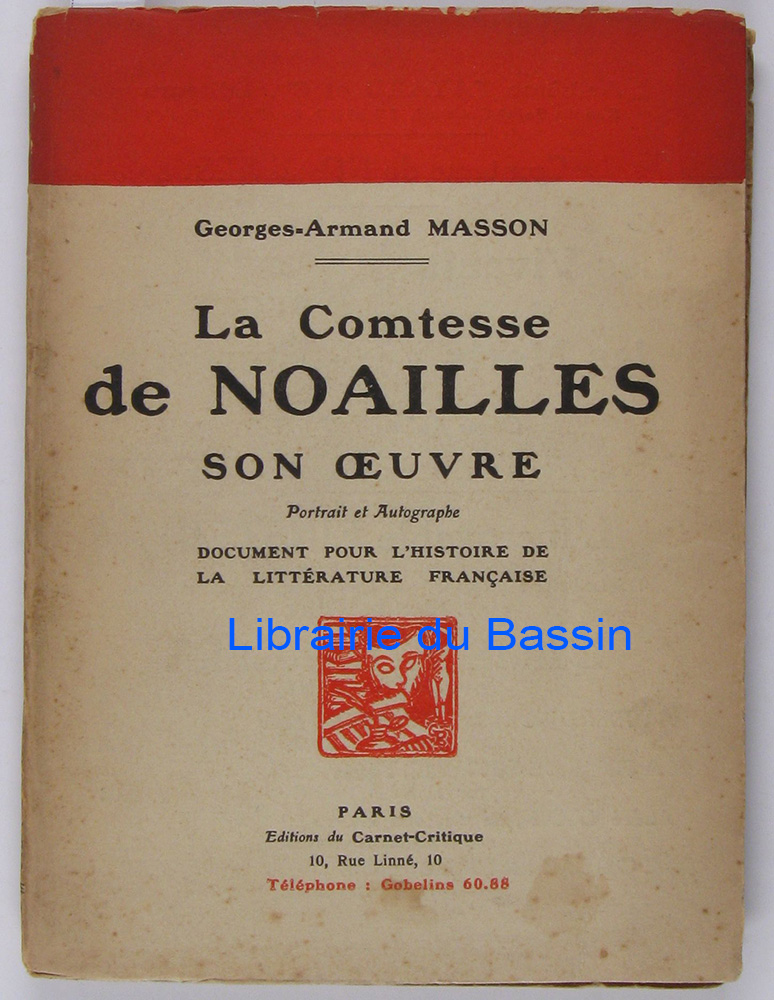 Georges-Armand MASSON
La Comtesse
de NOAILLES
SON ŒUVRE
Portrait et Autographe
DOCUMENT POUR L'HISTOIRE DE
LA LITTÉRATURE FRANÇAISE
Librairie du Bassin
PARIS
Editions du Carnet-Critique
10, Rue Linné, 10
Téléphone : Gobelins 60.88